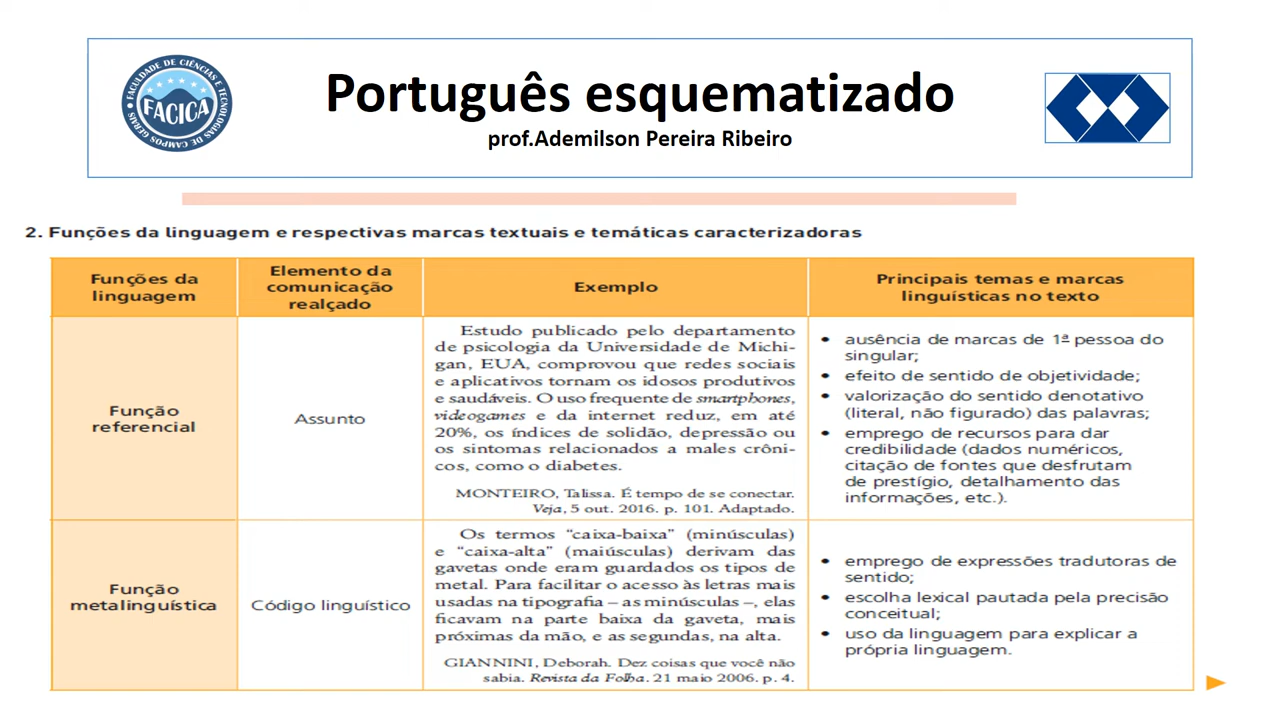 FACULDADE DE CIÊNCIAS E TECNOLOGIAS DE CAMPOS GERAIS
FACICA
Português esquematizado
prof.Ademilson Pereira Ribeiro
2. Funções da linguagem e respectivas marcas textuais e temáticas caracterizadoras
Funções da
linguagem
Elemento da
comunicação
realçado
Exemplo
Principais temas e marcas
linguísticas no texto
Função
referencial
Assunto
Estudo publicado pelo departamento
de psicologia da Universidade de Michi-
gan, EUA, comprovou que redes sociais
e aplicativos tornam os idosos produtivos
e saudáveis. O uso frequente de smartphones,
videogames e da internet reduz, em até
20%, os índices de solidão, depressão ou
os sintomas relacionados a males crôni-
cos, como o diabetes.
MONTEIRO, Talissa. É tempo de se conectar.
Veja, 5 out. 2016. p. 101. Adaptado.
• ausência de marcas de 1ª pessoa do
singular;
• efeito de sentido de objetividade;
• valorização do sentido denotativo
(literal, não figurado) das palavras;
• emprego de recursos para dar
credibilidade (dados numéricos,
citação de fontes que desfrutam
de prestígio, detalhamento das
informações, etc.).
Função
metalinguística
Código linguístico
Os termos “caixa-baixa” (minúsculas)
e “caixa-alta” (maiúsculas) derivam das
gavetas onde eram guardados os tipos de
metal. Para facilitar o acesso às letras mais
usadas na tipografia – as minúsculas –, elas
ficavam na parte baixa da gaveta, mais
próximas da mão, e as segundas, na alta.
GIANNINI, Deborah. Dez coisas que você não
sabia. Revista da Folha. 21 maio 2006. p. 4.
• emprego de expressões tradutoras de
sentido;
• escolha lexical pautada pela precisão
conceitual;
• uso da linguagem para explicar a
própria linguagem.